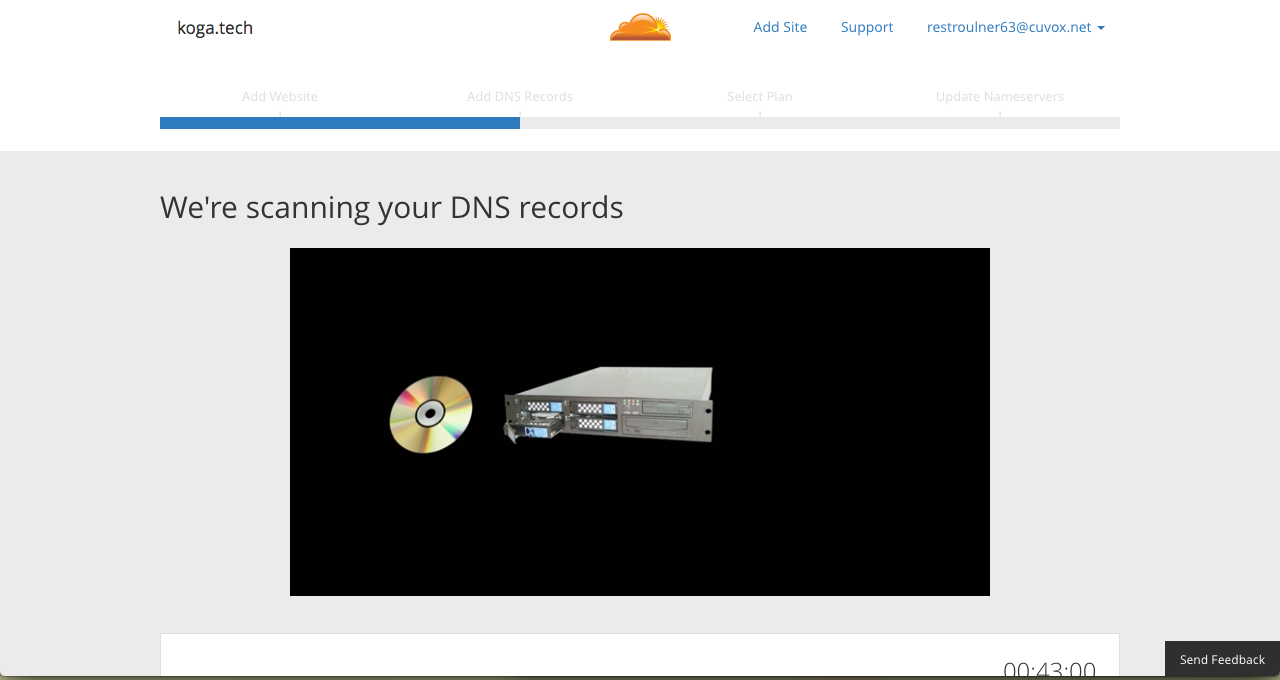 koga.tech
Add Site Support restroulner63@cuvox.net
Add Website Add DNS Records Select Plan Update Nameservers
We're scanning your DNS records
00:43:00
Send Feedback